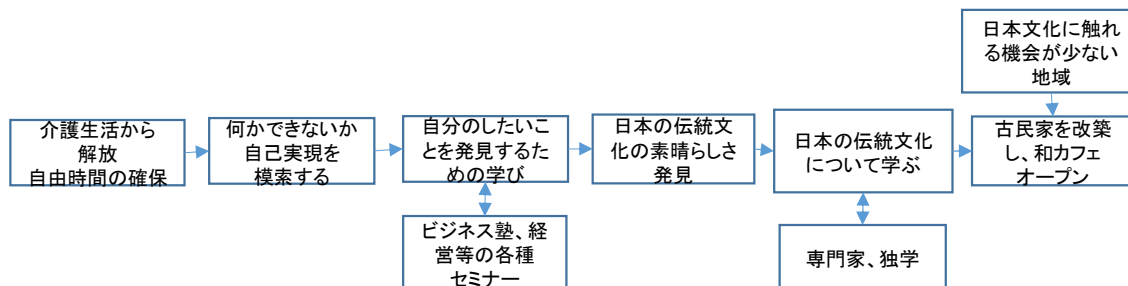 日本文化に触れ
る機会が少ない
地域
介護生活から
解放
自由時間の確保
何かできないか
自己実現を
模索する
自分のしたいこ
とを発見するた
めの学び
日本の伝統文
化の素晴らしさ
発見
日本の伝統文化
について学ぶ
古民家を改築
し、和カフェ
オープン
ビジネス塾、経
営等の各種
セミナー
専門家、独学